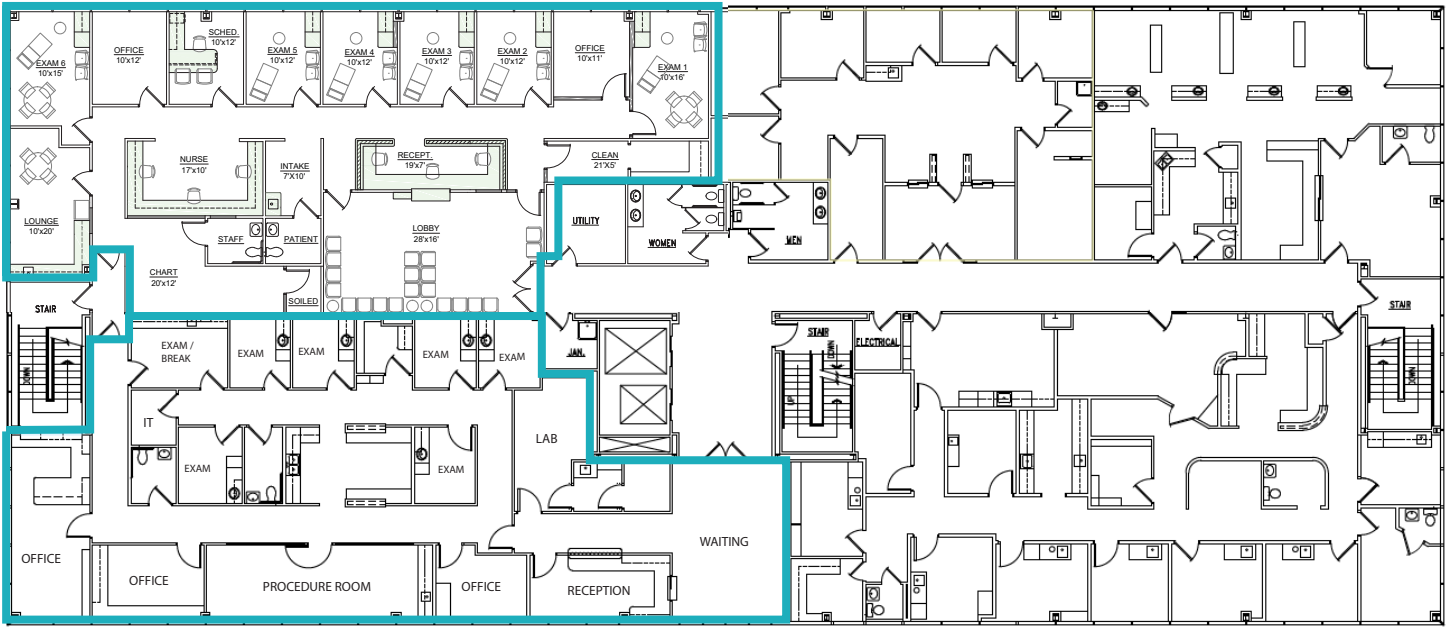 EXAM 6
10'x15'
OFFICE
10'x12'
SCHED.
10'x12'
EXAM 5
10'x12'
EXAM 4
10'x12'
EXAM 3
10'x12'
EXAM 2
10'x12'
OFFICE
10'x11'
EXAM 1
10'x16'
NURSE
17'x10'
INTAKE
7'X10'
RECEPT.
19'x7'
CLEAN
21'X5'
LOUNGE
10'x20'
STAFF
PATIENT
LOBBY
28'x16'
UTILITY
WOMEN
MEN
CHART
20'x12'
SOILED
STAIR
DOWN
EXAM /
BREAK
EXAM
EXAM
EXAM
EXAM
JAN.
STAIR
DOWN
UP
ELECTRICAL
STAIR
DOWN
IT
LAB
EXAM
EXAM
OFFICE
OFFICE
PROCEDURE ROOM
OFFICE
RECEPTION
WAITING